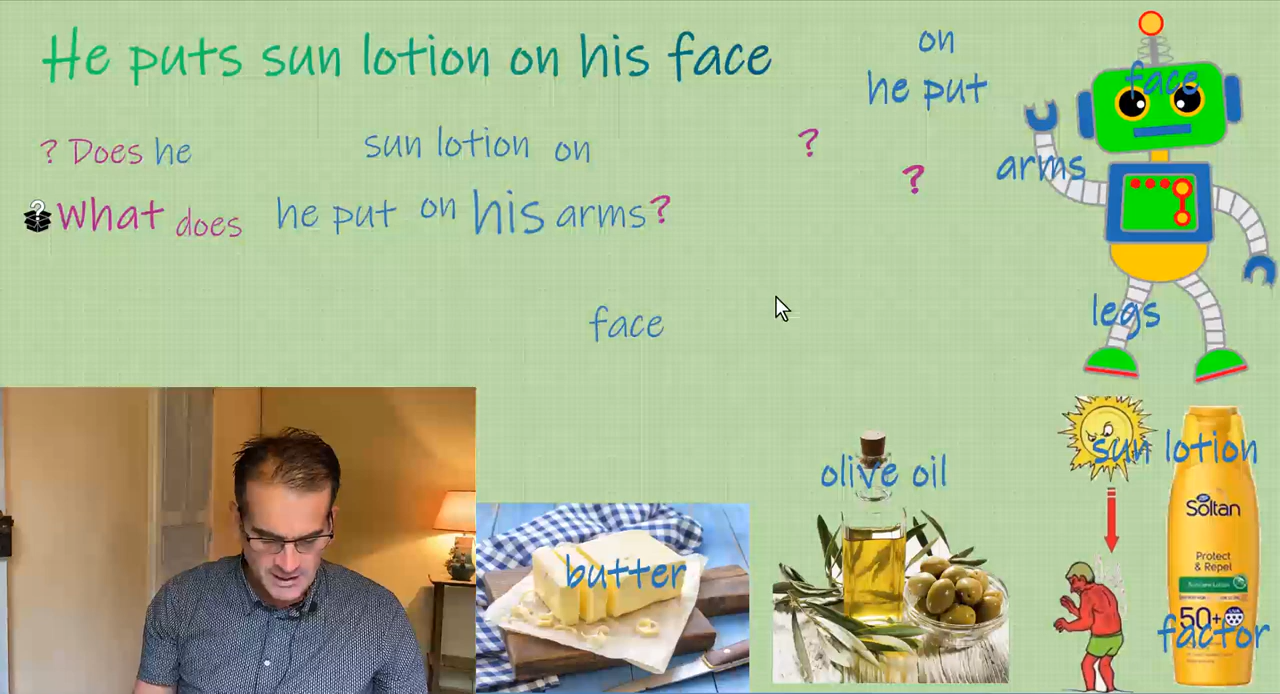 He puts sun lotion on his face
on
he put
face
? Does he sun lotion on ?
arms
?
? What does he put on his arms?
legs
face
sun lotion
olive oil
Soltan
Protect
& Repel
butter
50+
factor